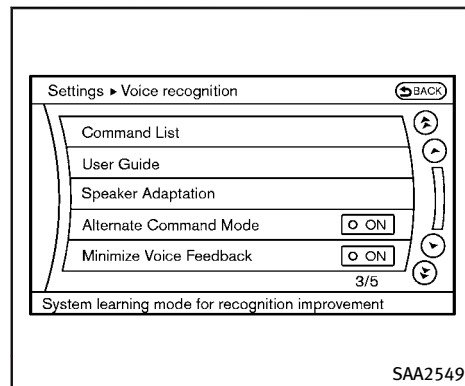 Settings ▸ Voice recognition
BACK
Command List
User Guide
Speaker Adaptation
Alternate Command Mode
ON
Minimize Voice Feedback
ON
3/5
System learning mode for recognition improvement
SAA2549